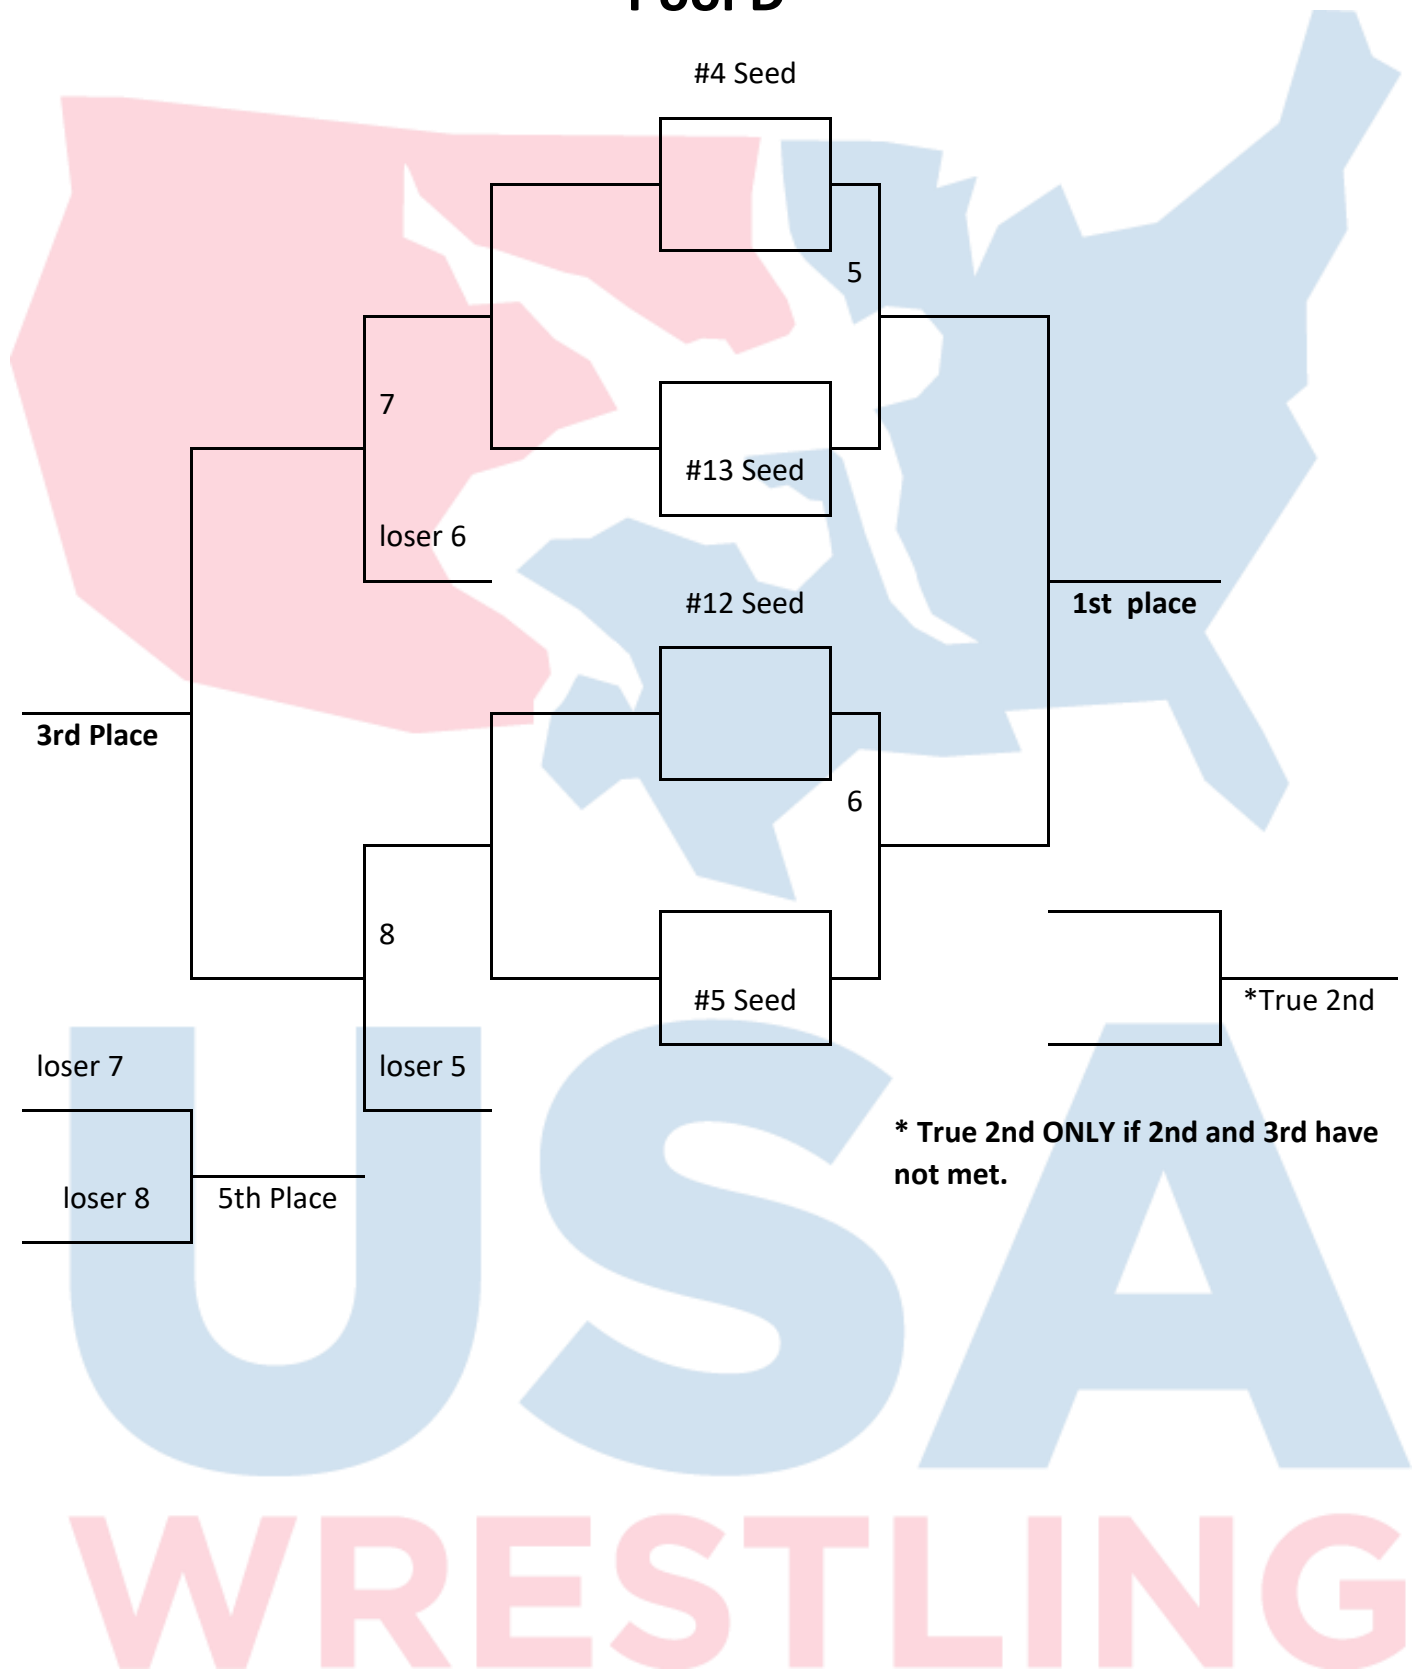 Pool D
#4 Seed
5
7
#13 Seed
loser 6
#12 Seed
1st  place
3rd Place
6
8
#5 Seed
*True 2nd
loser 7
loser 5
* True 2nd ONLY if 2nd and 3rd have
not met.
loser 8
5th Place
USA
WRESTLING